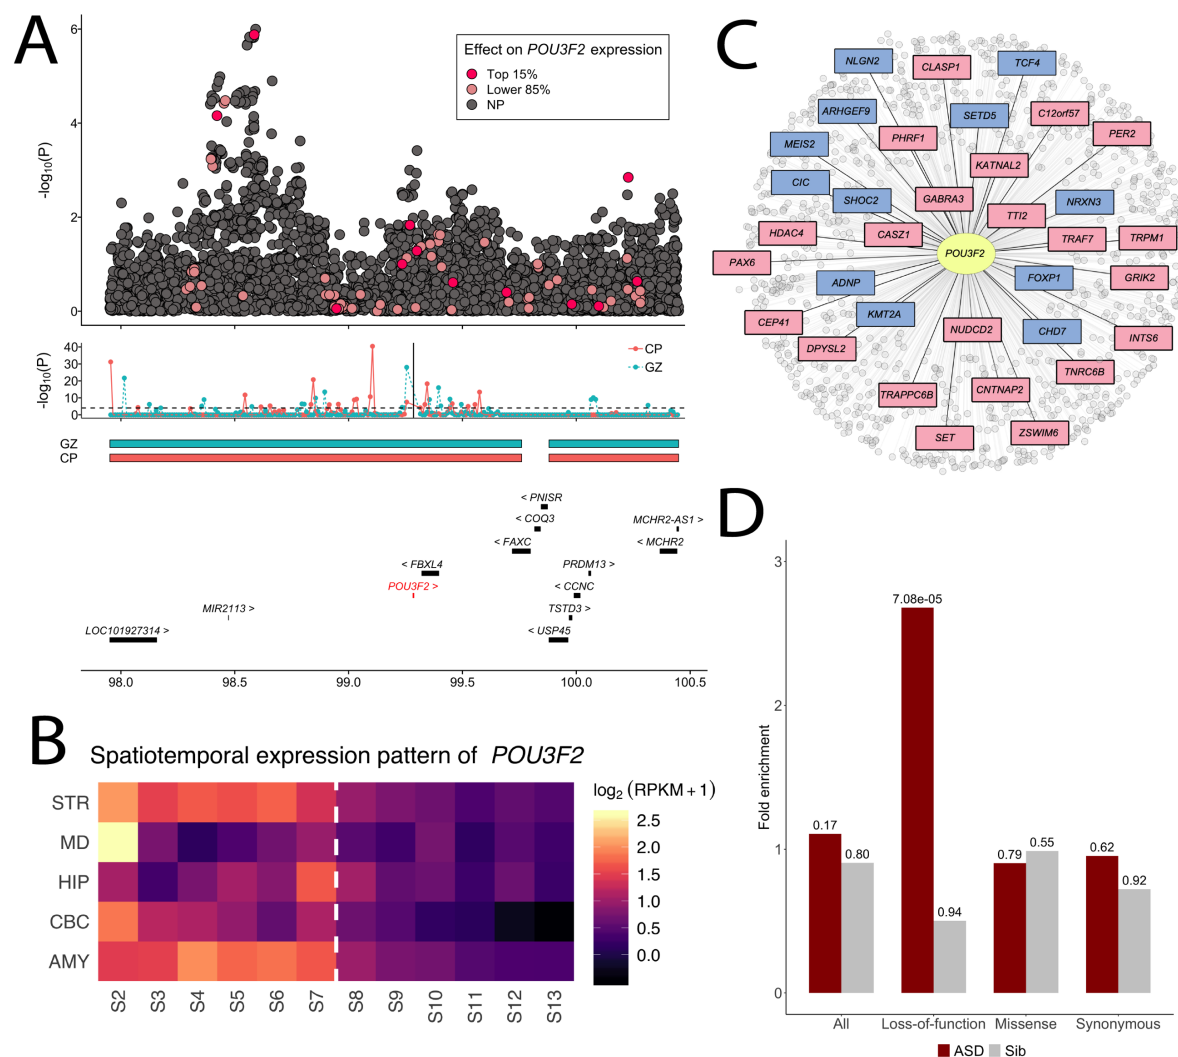 A
Effect on POU3F2 expression
Top 15%
Lower 85%
NP
-log10(P)
6
4
2
0
-log10(P)
40
30
20
10
0
CP
GZ
GZ
CP
< PNISR
< COQ3
MCHR2-AS1 >
< FAXC
< MCHR2
< FBXL4
PRDM13 >
POU3F2 >
< CCNC
MIR2113 >
TSTD3 >
LOC101927314 >
< USP45
98.0 98.5 99.0 99.5 100.0 100.5
B
Spatiotemporal expression pattern of POU3F2
STR
MD
HIP
CBC
AMY
S2 S3 S4 S5 S6 S7 S8 S9 S10 S11 S12 S13
log2 (RPKM + 1)
2.5
2.0
1.5
1.0
0.5
0.0
C
NLGN2
CLASP1
TCF4
ARHGEF9
SETD5
C12orf57
MEIS2
PHRF1
PER2
KATNAL2
CIC
SHOC2
GABRA3
NRXN3
TTI2
HDAC4
CASZ1
TRAF7
TRPM1
PAX6
POU3F2
ADNP
FOXP1
GRIK2
CEP41
KMT2A
NUDCD2
CHD7
INTS6
DPYSL2
TNRC6B
TRAPPC6B
CNTNAP2
SET
ZSWIM6
D
Fold enrichment
3
2
1
0
0.17
0.80
7.08e-05
0.94
0.79
0.55
0.62
0.92
All Loss-of-function Missense Synonymous
ASD Sib